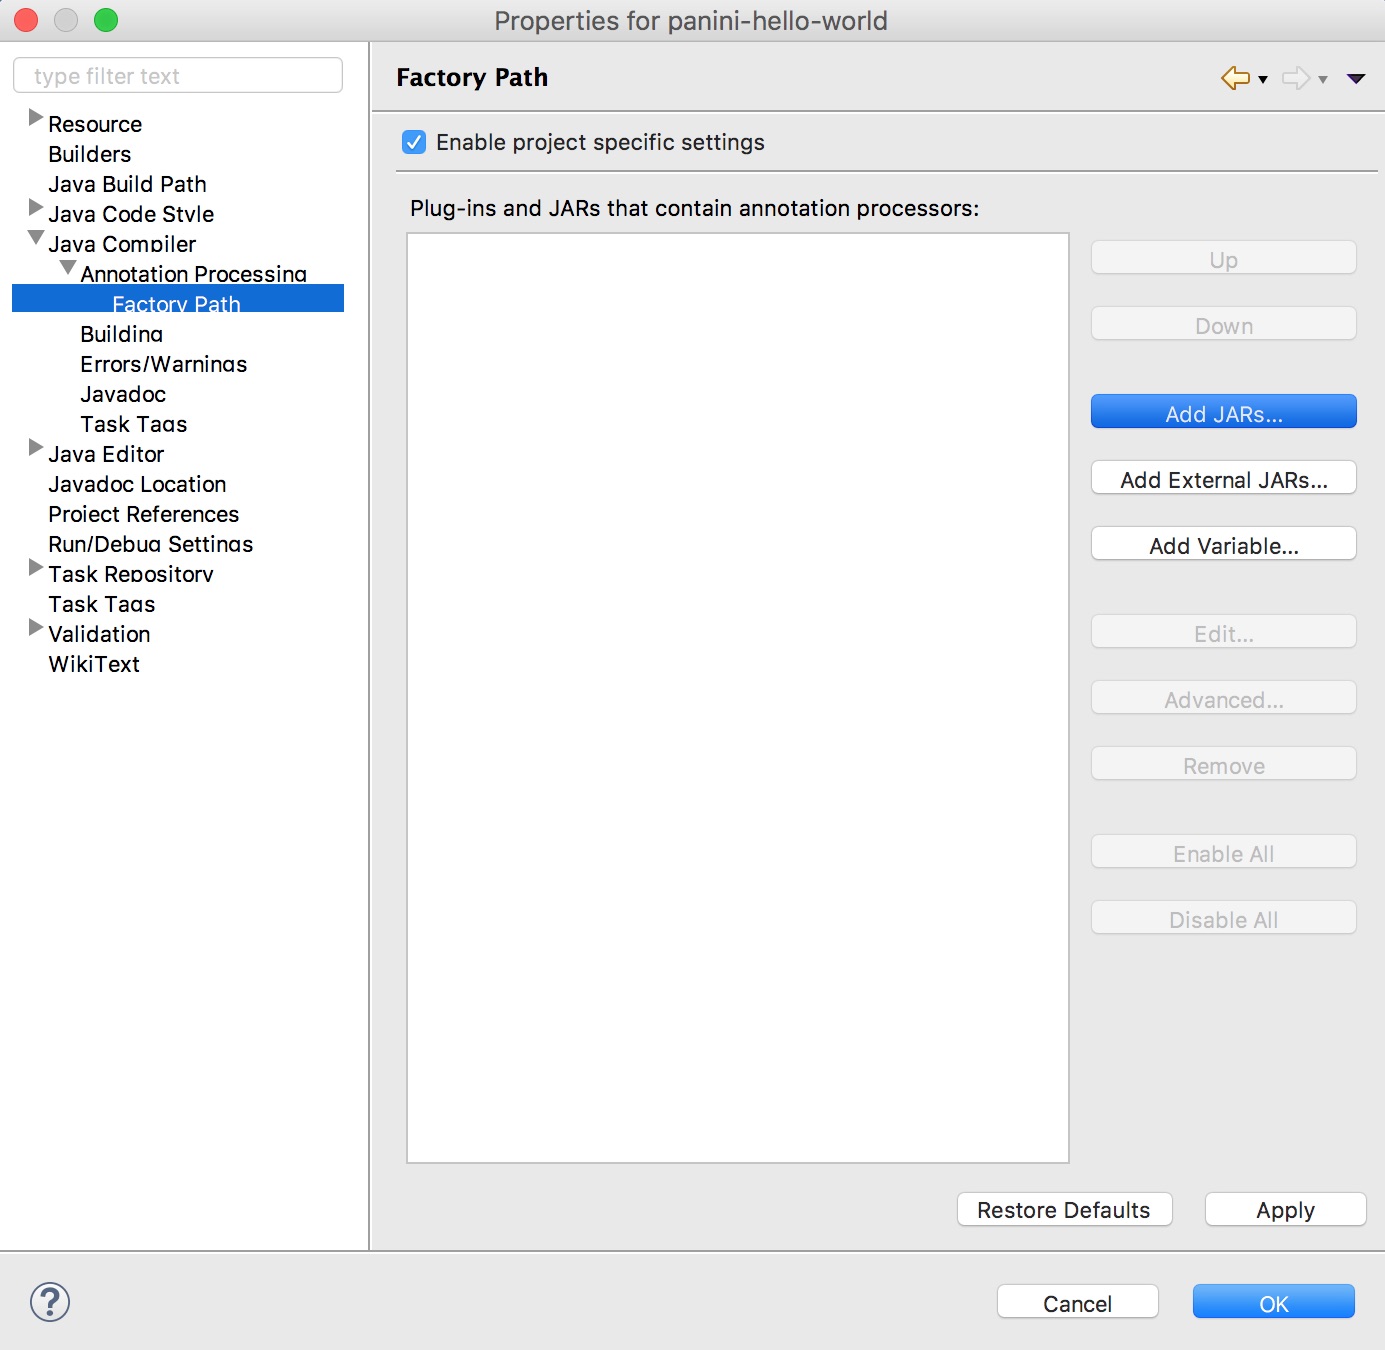 Properties for panini-hello-world
type filter text
Resource
Builders
Java Build Path
Java Code Style
Java Compiler
Annotation Processing
Factory Path
Building
Errors/Warnings
Javadoc
Task Tags
Java Editor
Javadoc Location
Project References
Run/Debug Settings
Task Repository
Task Tags
Validation
WikiText
Factory Path
Enable project specific settings
Plug-ins and JARs that contain annotation processors:
Up
Down
Add JARs...
Add External JARs...
Add Variable...
Edit...
Advanced...
Remove
Enable All
Disable All
Restore Defaults
Apply
?
Cancel
OK